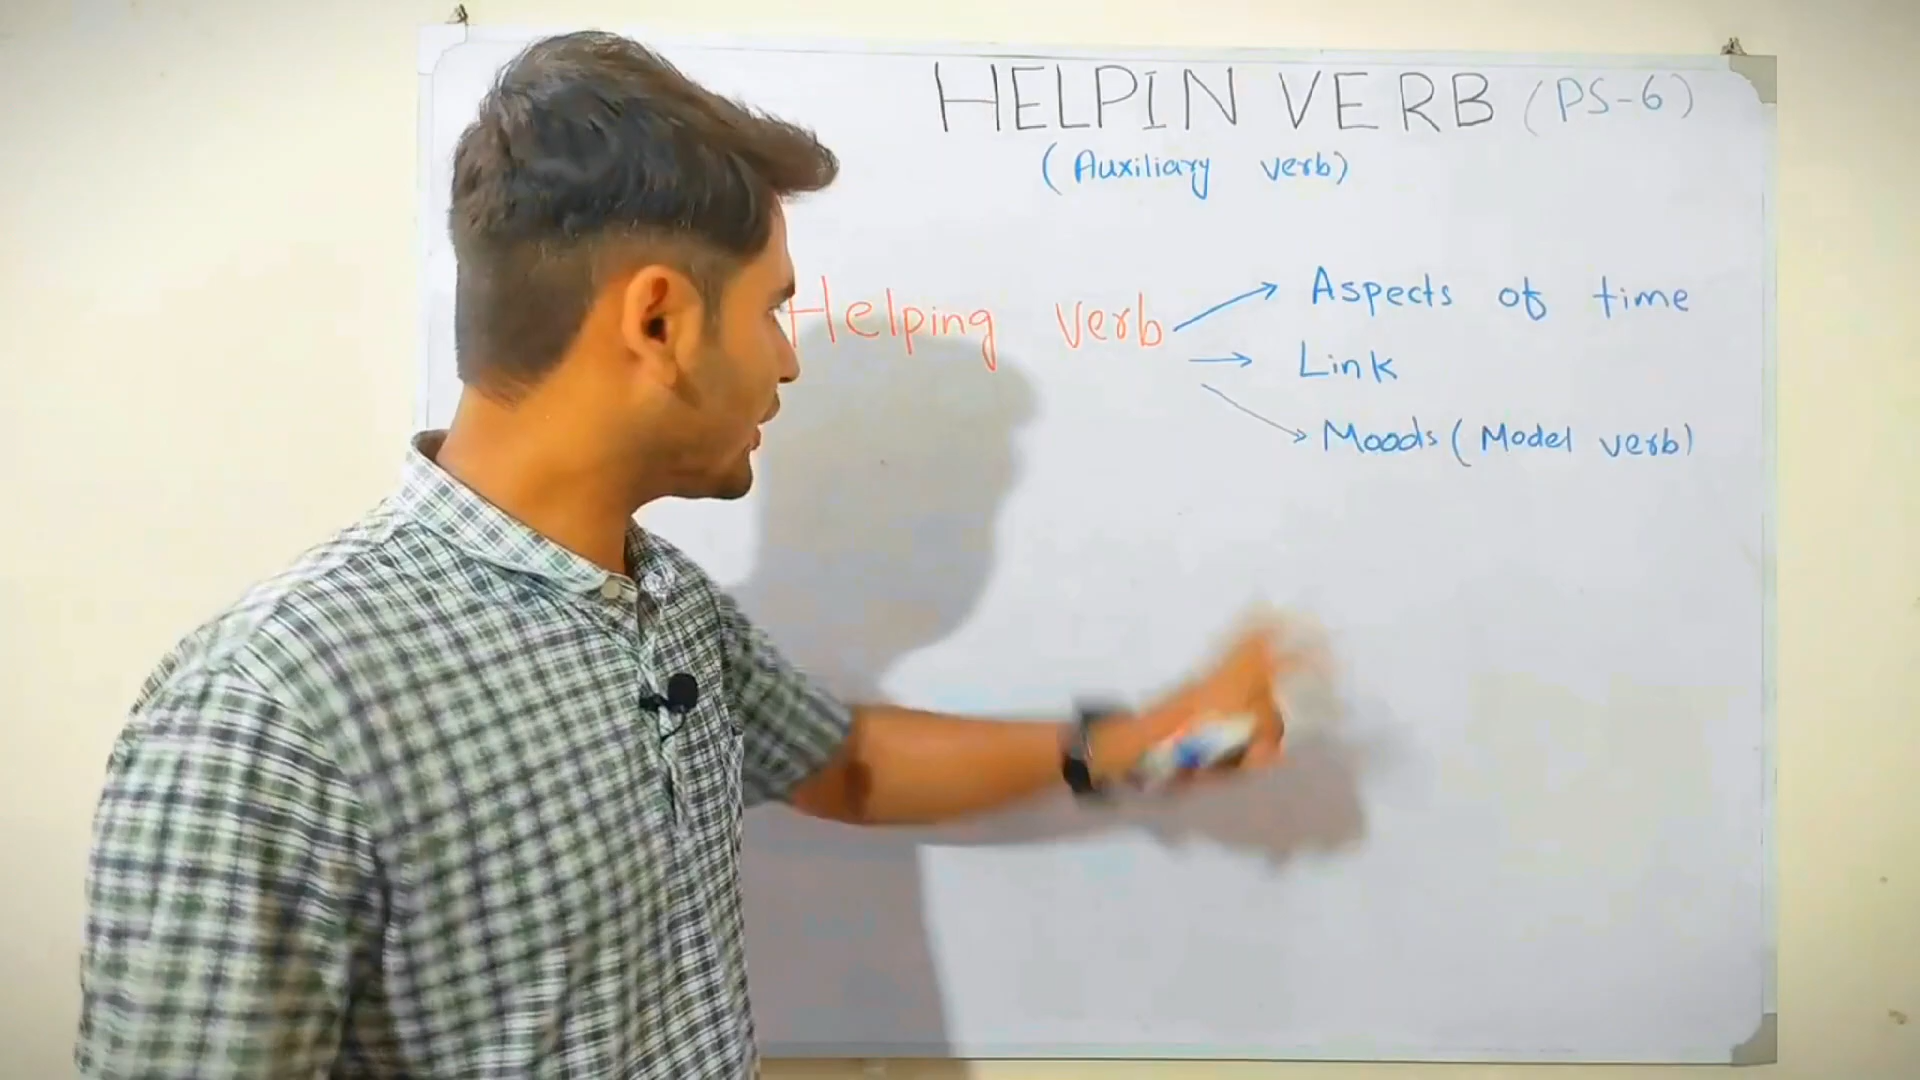 HELPIN VERB (PS-6)
(Auxiliary verb)
Helping verb
Aspects of time
Link
Moods (Model verb)